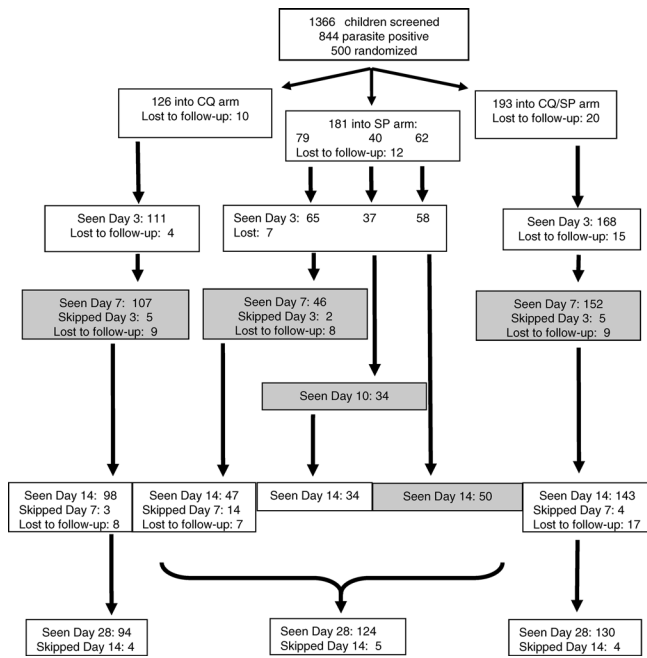 1366 children screened
844 parasite positive
500 randomized
126 into CQ arm
Lost to follow-up: 10
181 into SP arm:
79 40 62
Lost to follow-up: 12
193 into CQ/SP arm
Lost to follow-up: 20
Seen Day 3: 111
Lost to follow-up: 4
Seen Day 3: 65 37 58
Lost: 7
Seen Day 3: 168
Lost to follow-up: 15
Seen Day 7: 107
Skipped Day 3: 5
Lost to follow-up: 9
Seen Day 7: 46
Skipped Day 3: 2
Lost to follow-up: 8
Seen Day 7: 152
Skipped Day 3: 5
Lost to follow-up: 9
Seen Day 10: 34
Seen Day 14: 98
Skipped Day 7: 3
Lost to follow-up: 8
Seen Day 14: 47
Skipped Day 7: 14
Lost to follow-up: 7
Seen Day 14: 34
Seen Day 14: 50
Seen Day 14: 143
Skipped Day 7: 4
Lost to follow-up: 17
Seen Day 28: 94
Skipped Day 14: 4
Seen Day 28: 124
Skipped Day 14: 5
Seen Day 28: 130
Skipped Day 14: 4